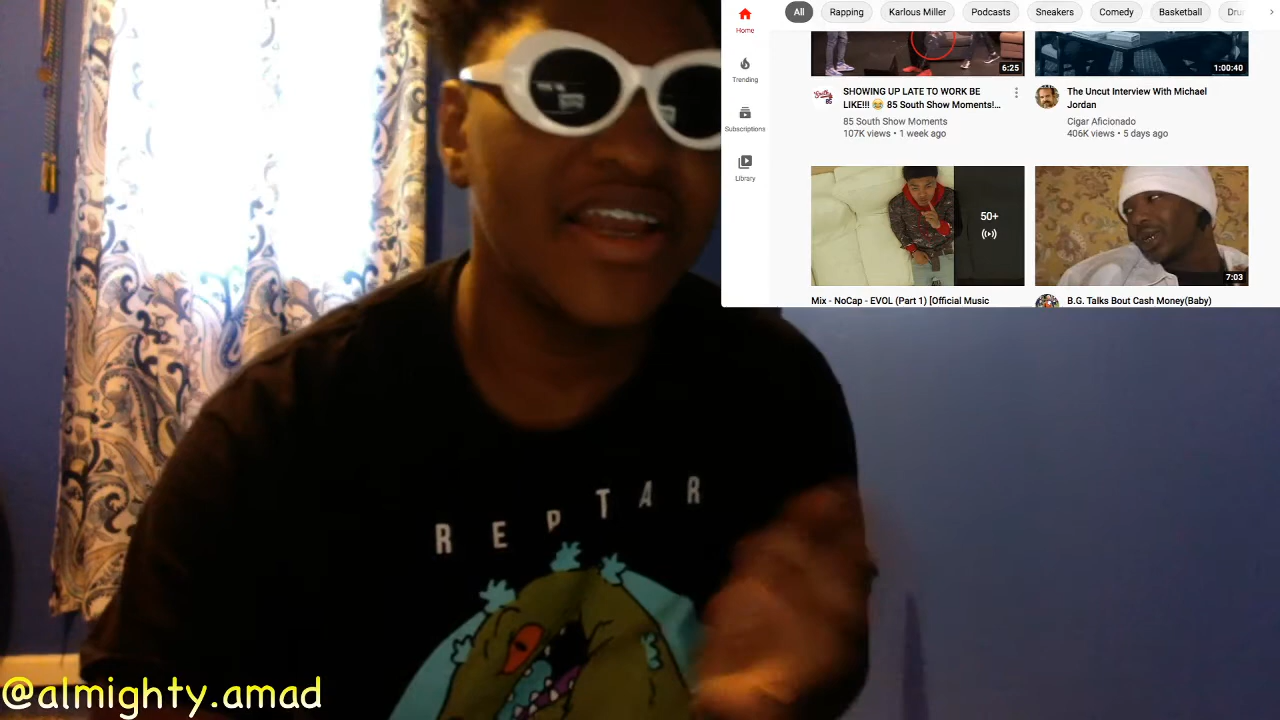 Home
Trending
Subscriptions
Library
All
Rapping
Karlous Miller
Podcasts
Sneakers
Comedy
Basketball
Dru
6:25
SHOWING UP LATE TO WORK BE
LIKE!!! 😂 85 South Show Moments!...
85 South Show Moments
107K views • 1 week ago
1:00:40
The Uncut Interview With Michael
Jordan
Cigar Aficionado
406K views • 5 days ago
50+
Mix - NoCap - EVOL (Part 1) [Official Music
7:03
B.G. Talks Bout Cash Money(Baby)
REPTAR
@almighty.amad